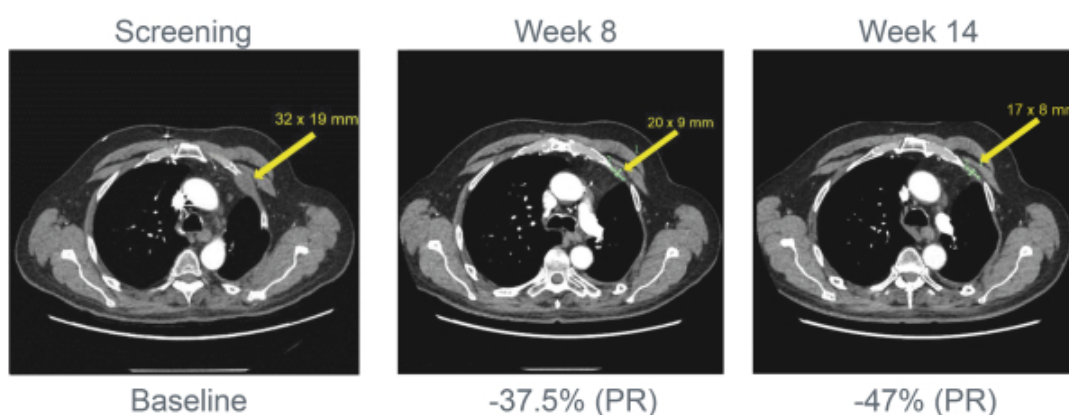 Screening
Week 8
Week 14
32 x 19 mm
20 x 9 mm
17 x 8 mm
Baseline
-37.5% (PR)
-47% (PR)